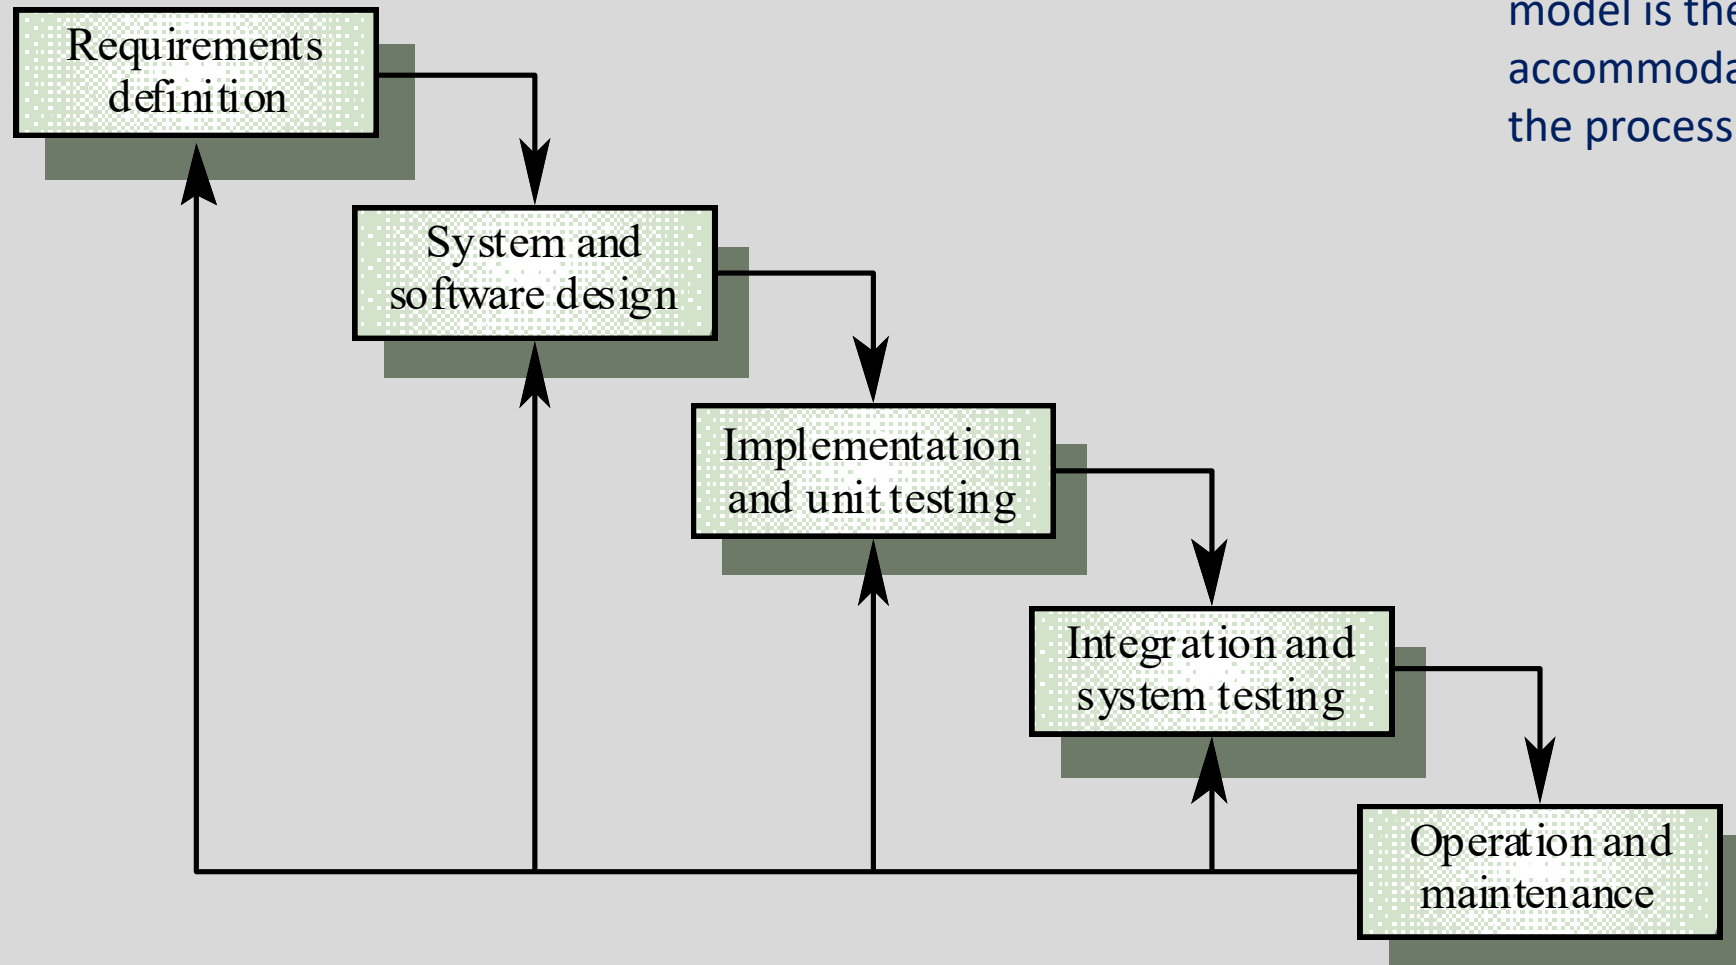 model is the
accommoda
the process
Requirements
definition
System and
software design
Implementation
and unit testing
Integration and
system testing
Operation and
maintenance